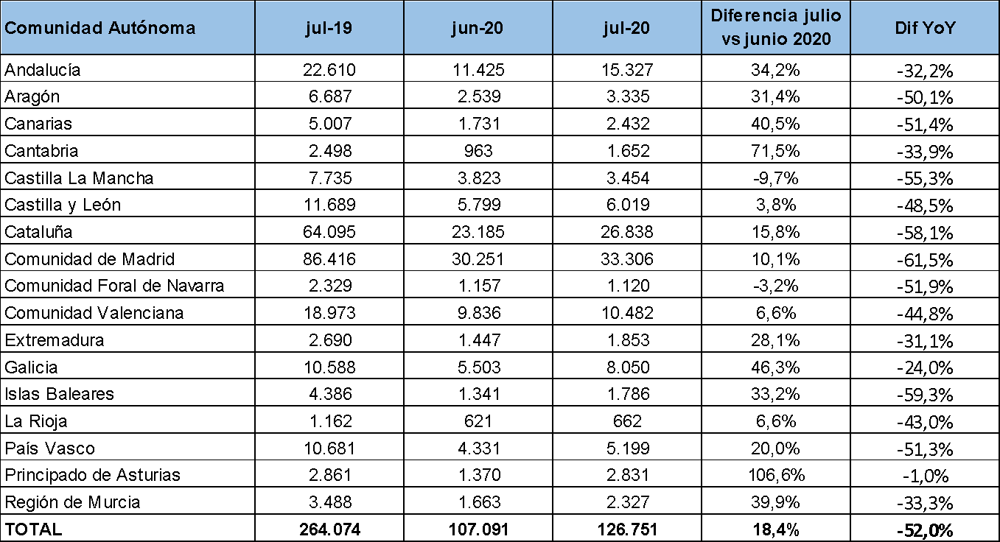 Comunidad Autónoma jul-19 jun-20 jul-20 Diferencia julio vs junio 2020 Dif YoY
Andalucía 22.610 11.425 15.327 34,2% -32,2%
Aragón 6.687 2.539 3.335 31,4% -50,1%
Canarias 5.007 1.731 2.432 40,5% -51,4%
Cantabria 2.498 963 1.652 71,5% -33,9%
Castilla La Mancha 7.735 3.823 3.454 -9,7% -55,3%
Castilla y León 11.689 5.799 6.019 3,8% -48,5%
Cataluña 64.095 23.185 26.838 15,8% -58,1%
Comunidad de Madrid 86.416 30.251 33.306 10,1% -61,5%
Comunidad Foral de Navarra 2.329 1.157 1.120 -3,2% -51,9%
Comunidad Valenciana 18.973 9.836 10.482 6,6% -44,8%
Extremadura 2.690 1.447 1.853 28,1% -31,1%
Galicia 10.588 5.503 8.050 46,3% -24,0%
Islas Baleares 4.386 1.341 1.786 33,2% -59,3%
La Rioja 1.162 621 662 6,6% -43,0%
País Vasco 10.681 4.331 5.199 20,0% -51,3%
Principado de Asturias 2.861 1.370 2.831 106,6% -1,0%
Región de Murcia 3.488 1.663 2.327 39,9% -33,3%
TOTAL 264.074 107.091 126.751 18,4% -52,0%